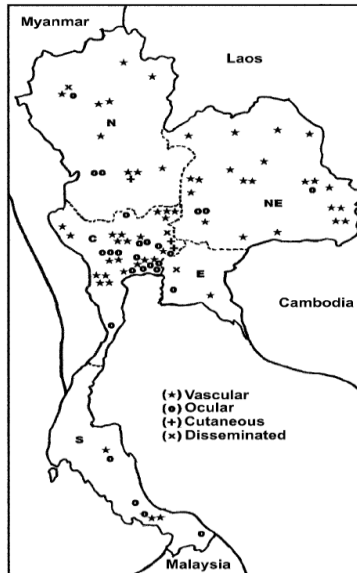 Myanmar
Laos
N
NE
C
E
Cambodia
(★) Vascular
(o) Ocular
(+) Cutaneous
(×) Disseminated
S
Malaysia